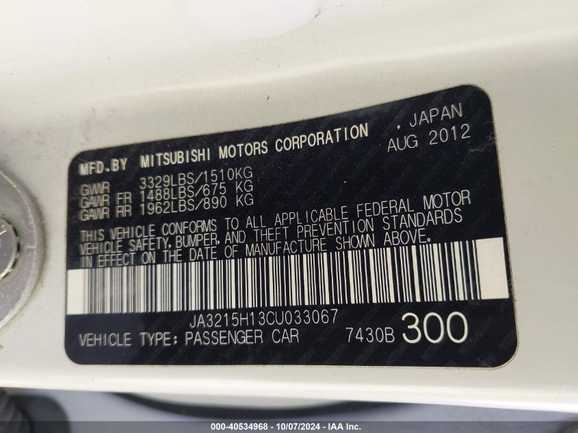 MFD.BY MITSUBISHI MOTORS CORPORATION , JAPAN
AUG 2012
GVWR 3329LBS/1510KG
GAWR FR 1488LBS/675 KG
GAWR RR 1962LBS/890 KG
THIS VEHICLE CONFORMS TO ALL APPLICABLE FEDERAL MOTOR
VEHICLE SAFETY, BUMPER, AND THEFT PREVENTION STANDARDS
IN EFFECT ON THE DATE OF MANUFACTURE SHOWN ABOVE.
JA3215H13CU033067
VEHICLE TYPE: PASSENGER CAR 7430B 300
000-40534968 - 10/07/2024 - IAA Inc.